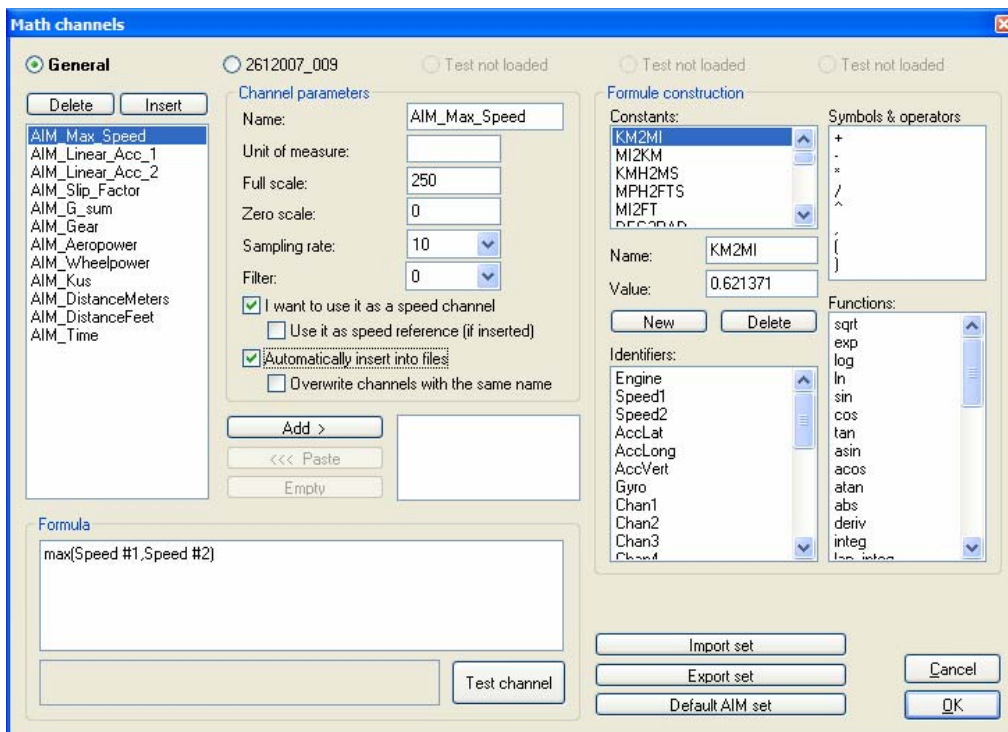 Math channels
General
2612007_009
Test not loaded
Test not loaded
Test not loaded
Delete
Insert
AIM_Max_Speed
AIM_Linear_Acc_1
AIM_Linear_Acc_2
AIM_Slip_Factor
AIM_G_sum
AIM_Gear
AIM_Aeropower
AIM_Wheelpower
AIM_Kus
AIM_DistanceMeters
AIM_DistanceFeet
AIM_Time
Channel parameters
Name:
AIM_Max_Speed
Unit of measure:
Full scale:
250
Zero scale:
0
Sampling rate:
10
Filter:
0
I want to use it as a speed channel
Use it as speed reference (if inserted)
Automatically insert into files
Overwrite channels with the same name
Add >
<<< Paste
Empty
Formule construction
Constants:
KM2MI
MI2KM
KMH2MS
MPH2FTS
MI2FT
DEG2RAD
Name:
KM2MI
Value:
0.621371
New
Delete
Identifiers:
Engine
Speed1
Speed2
AccLat
AccLong
AccVert
Gyro
Chan1
Chan2
Chan3
Chan4
Symbols & operators
+
-
*
/
^
,
(
)
Functions:
sqrt
exp
log
ln
sin
cos
tan
asin
acos
atan
abs
deriv
integ
lap_integ
Formula
max(Speed #1,Speed #2)
Test channel
Import set
Export set
Default AIM set
Cancel
OK